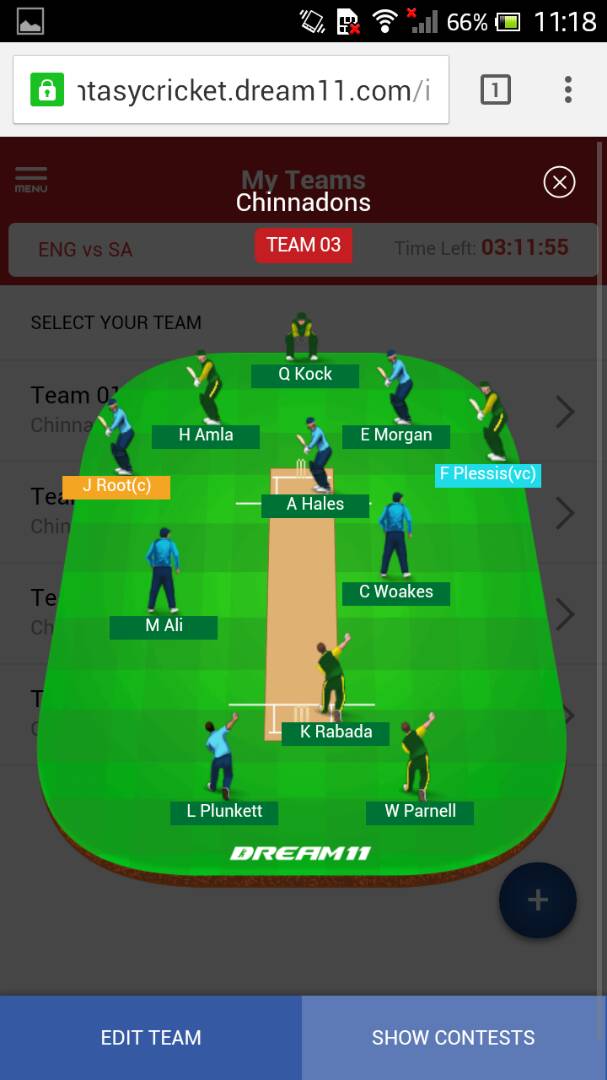 66% 11:18
ntasycricket.dream11.com/i
1
MENU
My Teams
Chinnadons
ENG vs SA
TEAM 03
Time Left: 03:11:55
SELECT YOUR TEAM
Q Kock
Team 01
Chinna
H Amla
E Morgan
F Plessis(vc)
J Root(c)
A Hales
Tea
Chin
C Woakes
Te
Ch
M Ali
K Rabada
L Plunkett
W Parnell
DREAM11
+
EDIT TEAM
SHOW CONTESTS